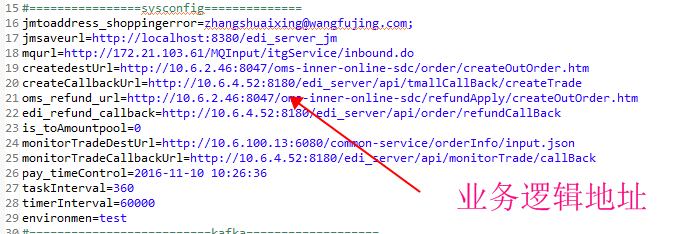 15 #================sysconfig==============
16 jmtoaddress_shoppingerror=zhangshuaixing@wangfujing.com;
17 jmsaveurl=http://localhost:8380/edi_server_jm
18 mqurl=http://172.21.103.61/MQInput/itgService/inbound.do
19 createdestUrl=http://10.6.2.46:8047/oms-inner-online-sdc/order/createOutOrder.htm
20 createCallbackUrl=http://10.6.4.52:8180/edi_server/api/tmallCallBack/createTrade
21 oms_refund_url=http://10.6.2.46:8047/oms-inner-online-sdc/refundApply/createOutOrder.htm
22 edi_refund_callback=http://10.6.4.52:8180/edi_server/api/order/refundCallBack
23 is_toAmountpool=0
24 monitorTradeDestUrl=http://10.6.100.13:6080/common-service/orderInfo/input.json
25 monitorTradeCallbackUrl=http://10.6.4.52:8180/edi_server/api/monitorTrade/callBack
26 pay_timeControl=2016-11-10 10:26:36
27 taskInterval=360
28 timerInterval=60000
业务逻辑地址
29 environmen=test
30 #==========================kafka===================